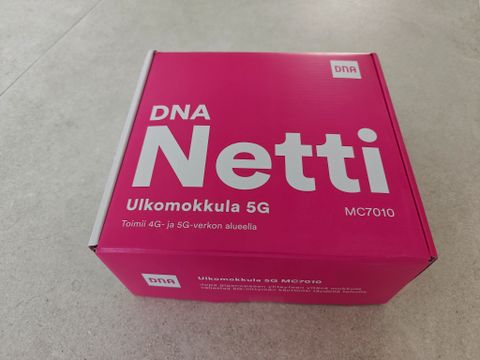 DNA
DNA
Netti
Ulkomokkula 5G
MC7010
Toimii 4G- ja 5G-verkon alueella
DNA
Ulkomokkula 5G MC7010